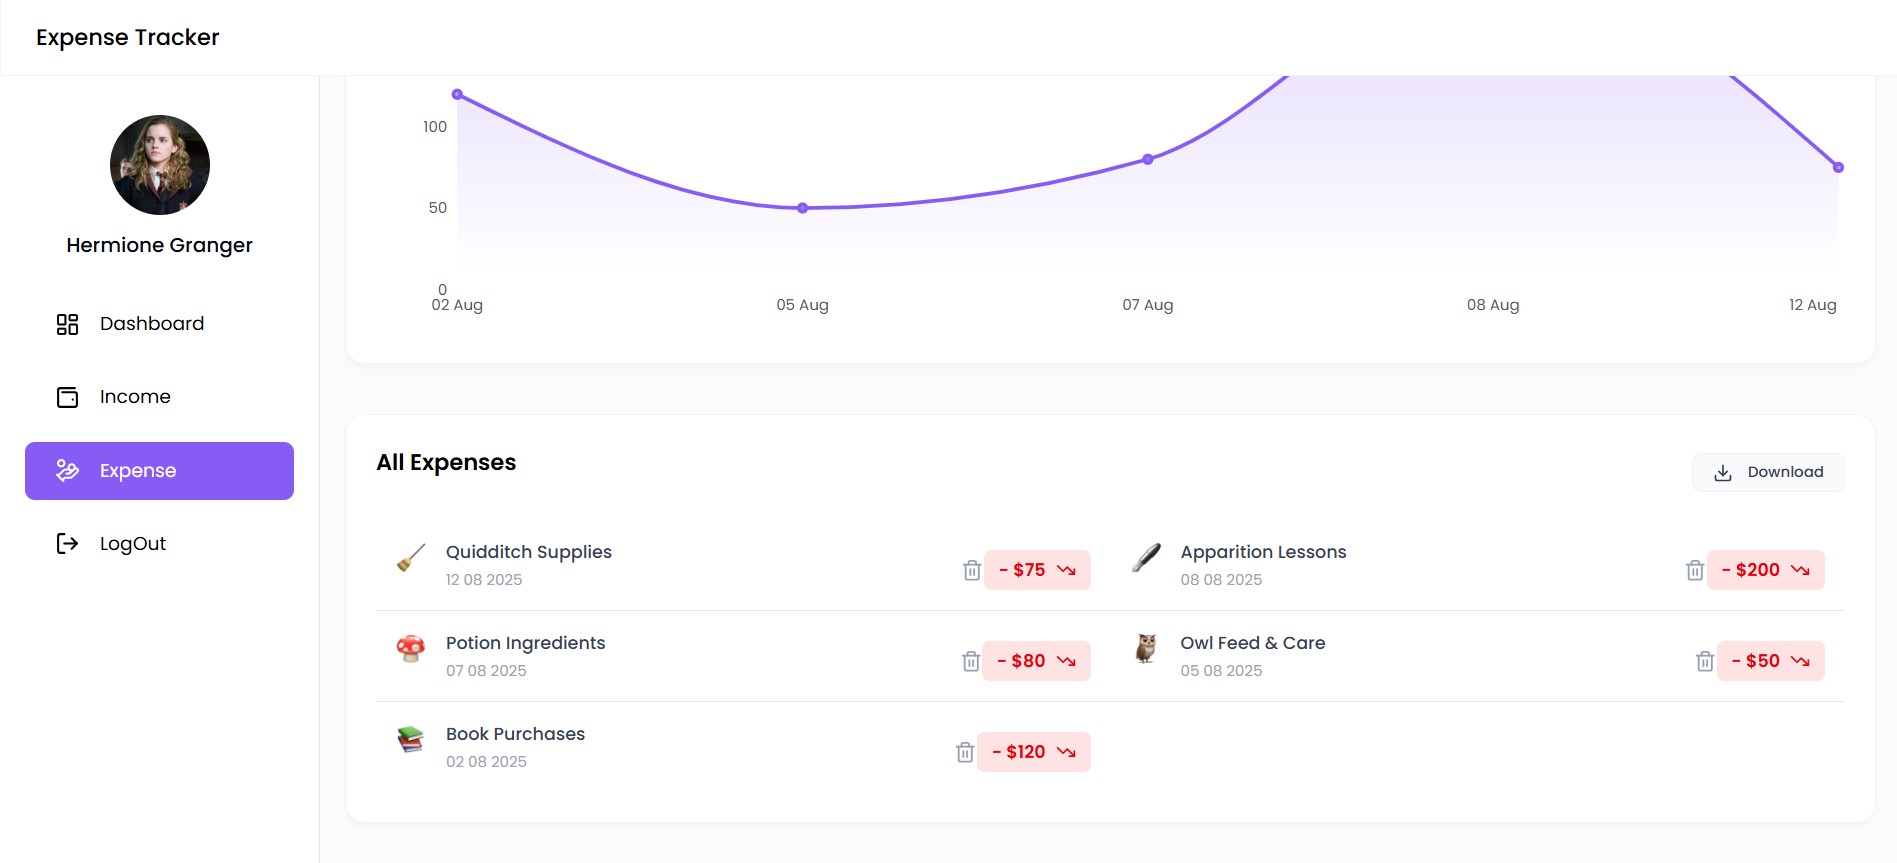 Expense Tracker
Hermione Granger
Dashboard
Income
Expense
LogOut
100
50
0
02 Aug 05 Aug 07 Aug 08 Aug 12 Aug
All Expenses
Download
Quidditch Supplies
12 08 2025
- $75
Apparition Lessons
08 08 2025
- $200
Potion Ingredients
07 08 2025
- $80
Owl Feed & Care
05 08 2025
- $50
Book Purchases
02 08 2025
- $120